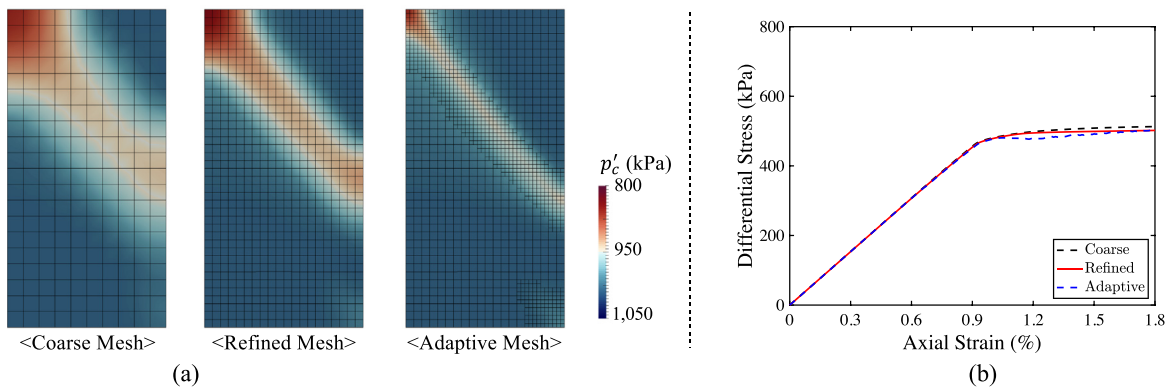 <Coarse Mesh>
<Refined Mesh>
<Adaptive Mesh>
p′c (kPa)
800
950
1,050
(a)
Differential Stress (kPa)
800
600
400
200
0
0
0.3
0.6
0.9
1.2
1.5
1.8
Axial Strain (%)
Coarse
Refined
Adaptive
(b)